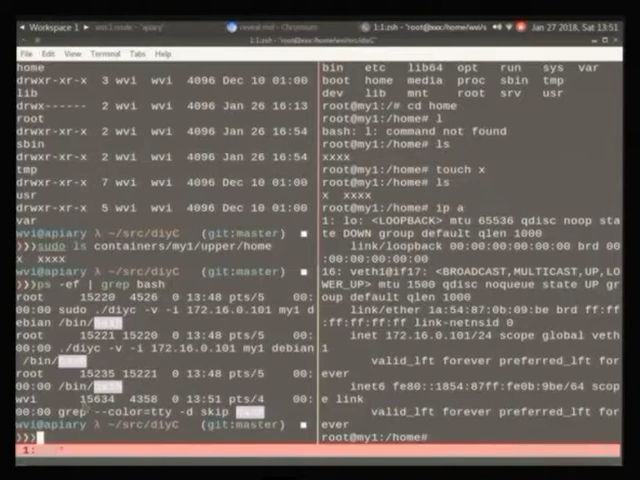 Workspace 1
reveal-md - Chromium
1:1:zsh - "root@xxx:/home/wvi/s
Jan 27 2018, Sat 13:51
File Edit View Terminal Tabs Help
home
drwxr-xr-x 3 wvi wvi 4096 Dec 10 01:00
lib
drwx------ 2 wvi wvi 4096 Jan 26 16:13
root
drwxr-xr-x 2 wvi wvi 4096 Jan 26 16:54
sbin
drwxr-xr-x 2 wvi wvi 4096 Jan 26 16:54
tmp
drwxr-xr-x 7 wvi wvi 4096 Dec 10 01:00
usr
drwxr-xr-x 5 wvi wvi 4096 Dec 10 01:00
var
wvi@apiary λ ~/src/diyC (git:master) ■
❯❯❯sudo ls containers/my1/upper/home
x xxxx
wvi@apiary λ ~/src/diyC (git:master) ■
❯❯❯ps -ef | grep bash
root 15220 4526 0 13:48 pts/5 00:
00:00 sudo ./diyc -v -i 172.16.0.101 my1 d
ebian /bin/bash
root 15221 15220 0 13:48 pts/5 00:
00:00 ./diyc -v -i 172.16.0.101 my1 debian
/bin/bash
root 15235 15221 0 13:48 pts/5 00:
00:00 /bin/bash
wvi 15634 4358 0 13:51 pts/4 00:
00:00 grep --color=tty -d skip bash
wvi@apiary λ ~/src/diyC (git:master) ■
❯❯❯
bin etc lib64 opt run sys var
boot home media proc sbin tmp
dev lib mnt root srv usr
root@my1:/# cd home
root@my1:/home# l
bash: l: command not found
root@my1:/home# ls
xxxx
root@my1:/home# touch x
root@my1:/home# ls
x xxxx
root@my1:/home# ip a
1: lo: <LOOPBACK> mtu 65536 qdisc noop sta
te DOWN group default qlen 1000
link/loopback 00:00:00:00:00:00 brd 00
:00:00:00:00:00
16: veth1@if17: <BROADCAST,MULTICAST,UP,LO
WER_UP> mtu 1500 qdisc noqueue state UP gr
oup default qlen 1000
link/ether 1a:54:87:0b:09:be brd ff:ff
:ff:ff:ff:ff link-netnsid 0
inet 172.16.0.101/24 scope global veth
1
valid_lft forever preferred_lft for
ever
inet6 fe80::1854:87ff:fe0b:9be/64 scop
e link
valid_lft forever preferred_lft for
ever
root@my1:/home#
1: